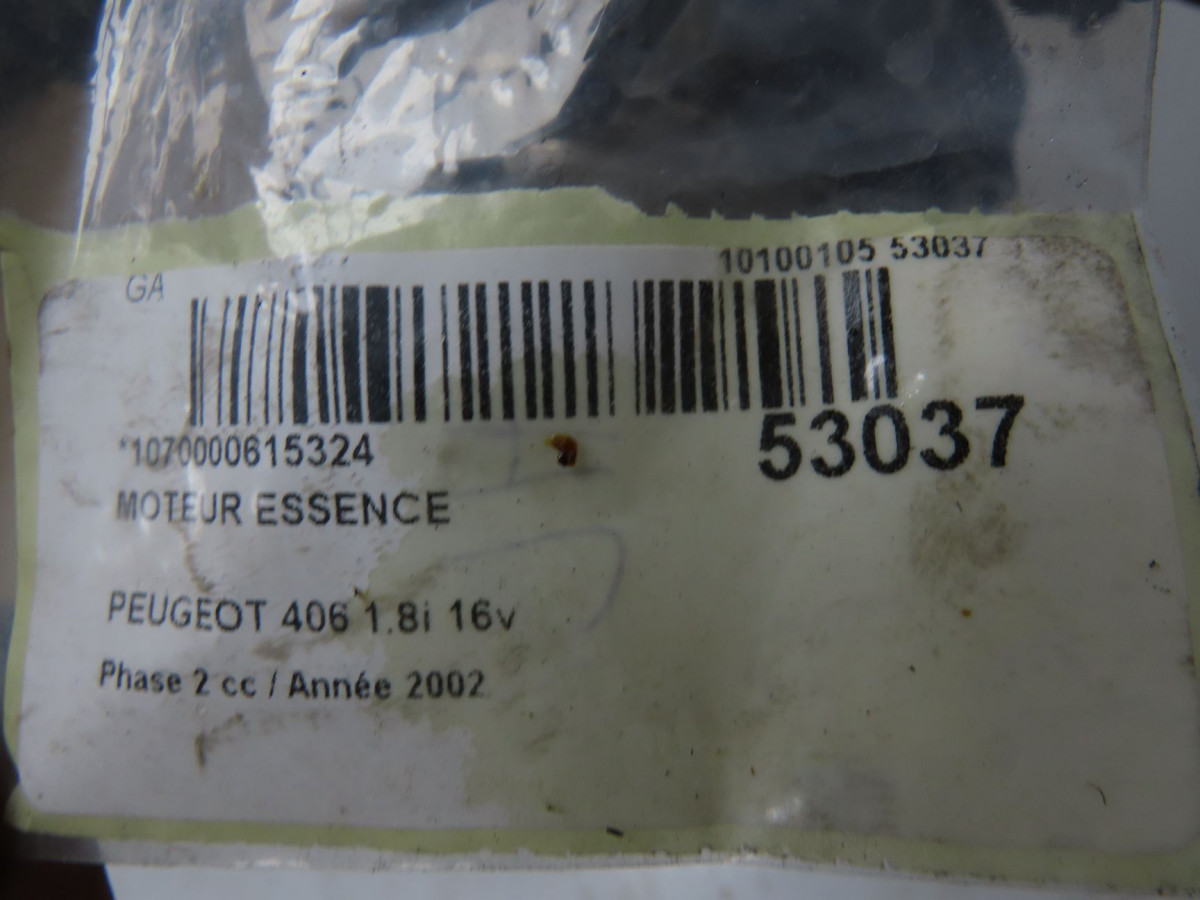 GA
10100105 53037
*1070000615324
53037
MOTEUR ESSENCE
PEUGEOT 406 1.8i 16v
Phase 2 cc / Année 2002